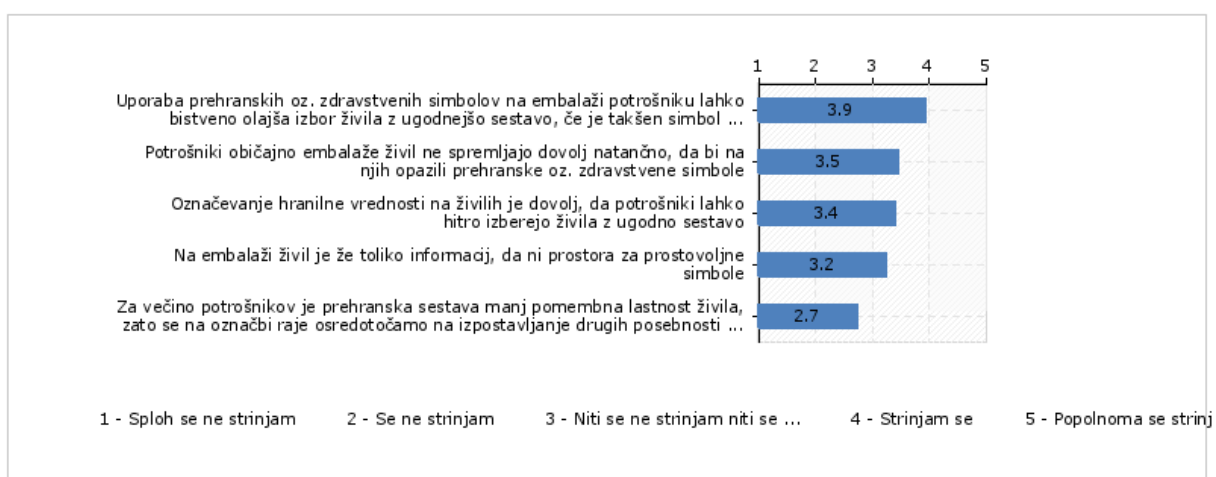 1 2 3 4 5
Uporaba prehranskih oz. zdravstvenih simbolov na embalaži potrošniku lahko
bistveno olajša izbor živila z ugodnejšo sestavo, če je takšen simbol ...
3.9
Potrošniki običajno embalaže živil ne spremljajo dovolj natančno, da bi na
njih opazili prehranske oz. zdravstvene simbole
3.5
Označevanje hranilne vrednosti na živilih je dovolj, da potrošniki lahko
hitro izberejo živila z ugodno sestavo
3.4
Na embalaži živil je že toliko informacij, da ni prostora za prostovoljne
simbole
3.2
Za večino potrošnikov je prehranska sestava manj pomembna lastnost živila,
zato se na označbi raje osredotočamo na izpostavljanje drugih posebnosti ...
2.7
1 - Sploh se ne strinjam 2 - Se ne strinjam 3 - Niti se ne strinjam niti se ... 4 - Strinjam se 5 - Popolnoma se strinj